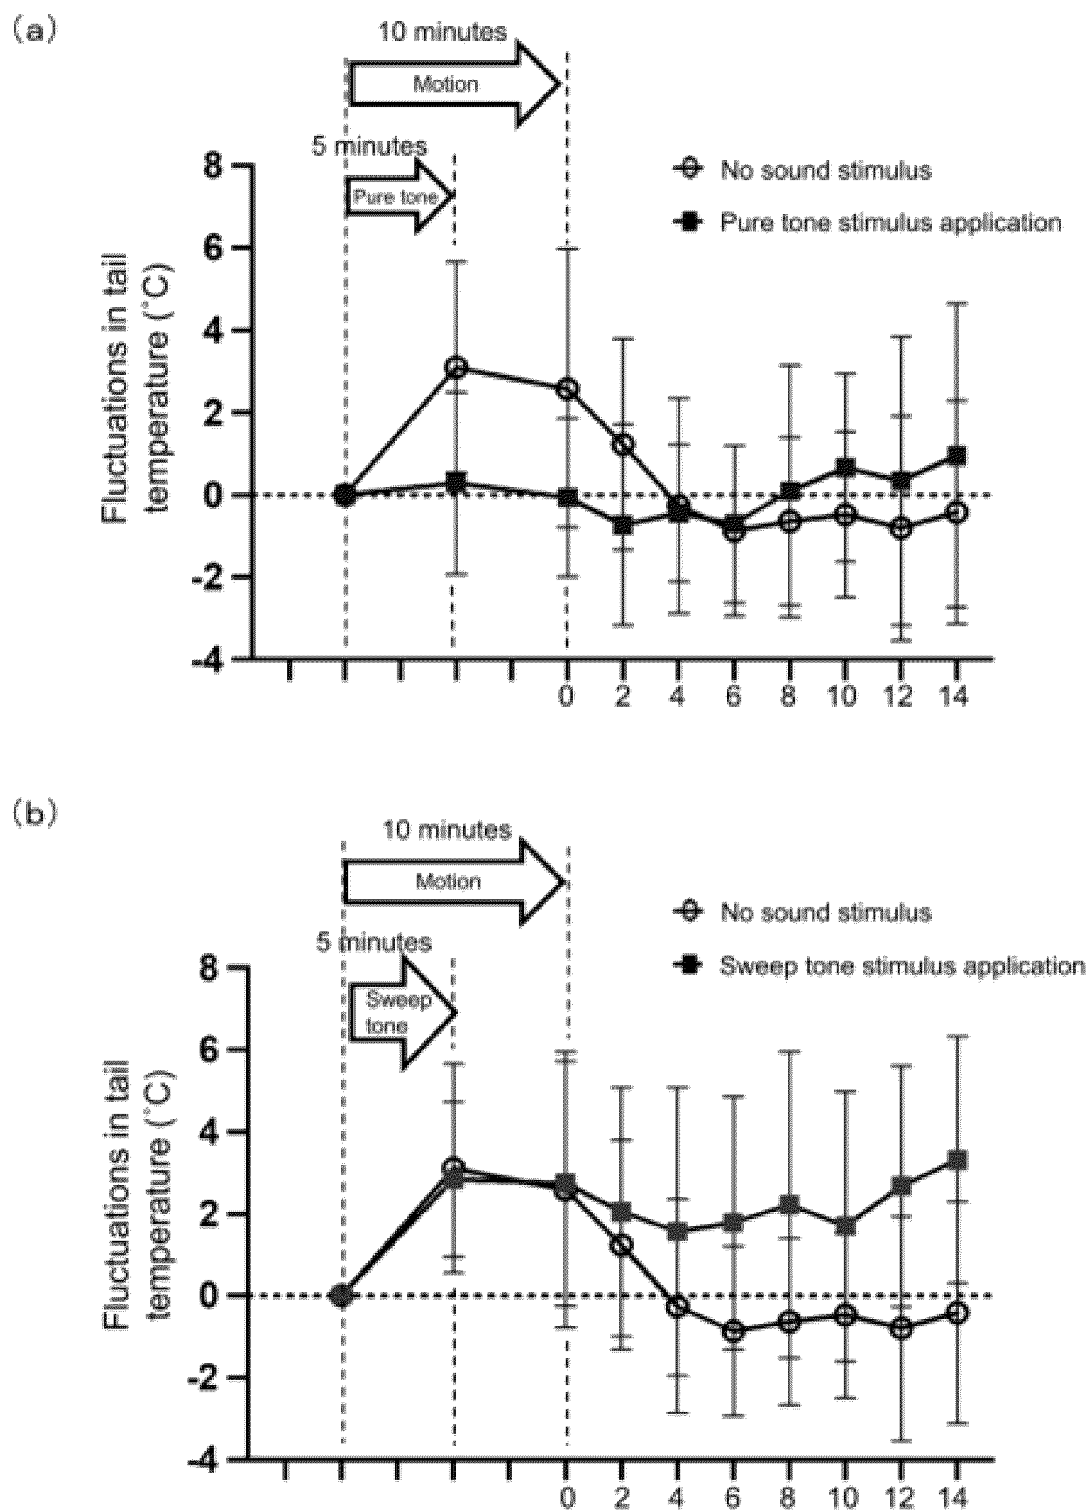 (a)
10 minutes
Motion
5 minutes
Pure tone
No sound stimulus
Pure tone stimulus application
Fluctuations in tail
temperature (°C)
8
6
4
2
0
-2
-4
0 2 4 6 8 10 12 14
(b)
10 minutes
Motion
5 minutes
Sweep
tone
No sound stimulus
Sweep tone stimulus application
Fluctuations in tail
temperature (°C)
8
6
4
2
0
-2
-4
0 2 4 6 8 10 12 14